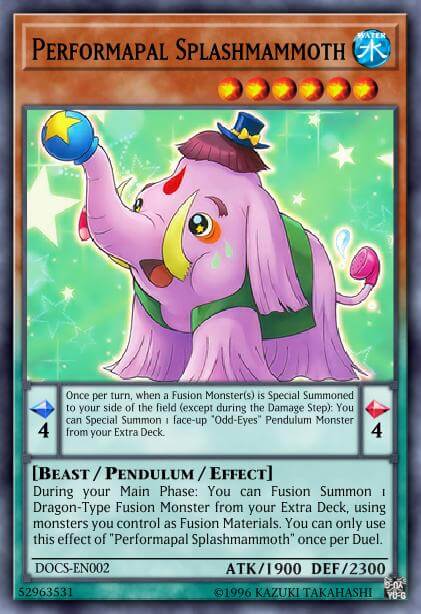 PERFORMAPAL SPLASHMAMMOTH
WATER
水
Once per turn, when a Fusion Monster(s) is Special Summoned
to your side of the field (except during the Damage Step): You
can Special Summon 1 face-up "Odd-Eyes" Pendulum Monster
from your Extra Deck.
4
4
[BEAST / PENDULUM / EFFECT]
During your Main Phase: You can Fusion Summon 1
Dragon-Type Fusion Monster from your Extra Deck, using
monsters you control as Fusion Materials. You can only use
this effect of "Performapal Splashmammoth" once per Duel.
DOCS-EN002
ATK/1900 DEF/2300
52963531
©1996 KAZUKI TAKAHASHI